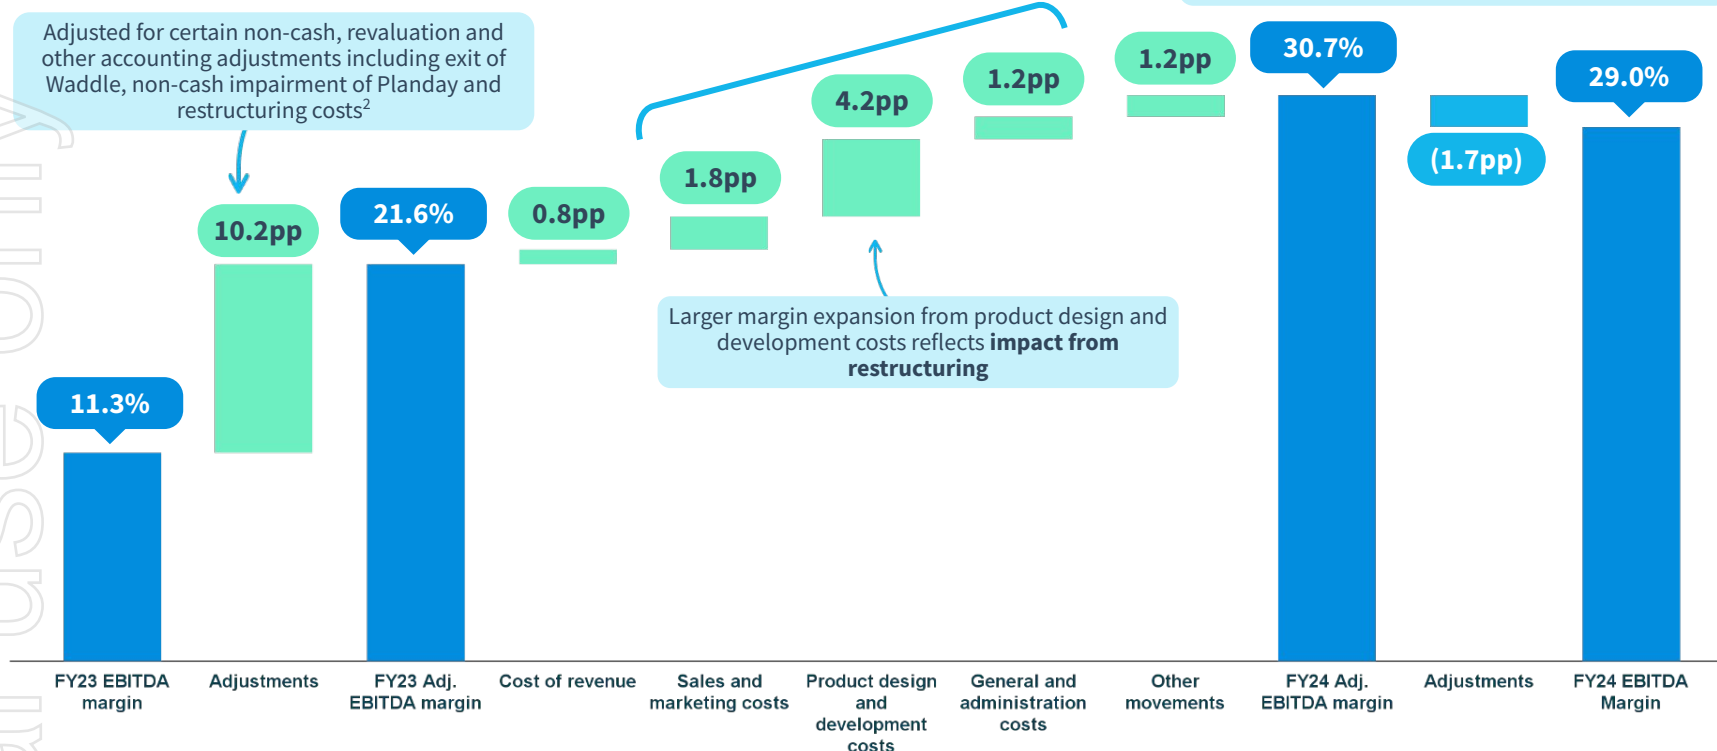 Adjusted for certain non-cash, revaluation and
other accounting adjustments including exit of
Waddle, non-cash impairment of Planday and
restructuring costs2
11.3%
10.2pp
21.6%
0.8pp
1.8pp
4.2pp
1.2pp
1.2pp
30.7%
(1.7pp)
29.0%
Larger margin expansion from product design and
development costs reflects impact from
restructuring
FY23 EBITDA
margin
Adjustments
FY23 Adj.
EBITDA margin
Cost of revenue
Sales and
marketing costs
Product design
and
development
costs
General and
administration
costs
Other
movements
FY24 Adj.
EBITDA margin
Adjustments
FY24 EBITDA
Margin
use only